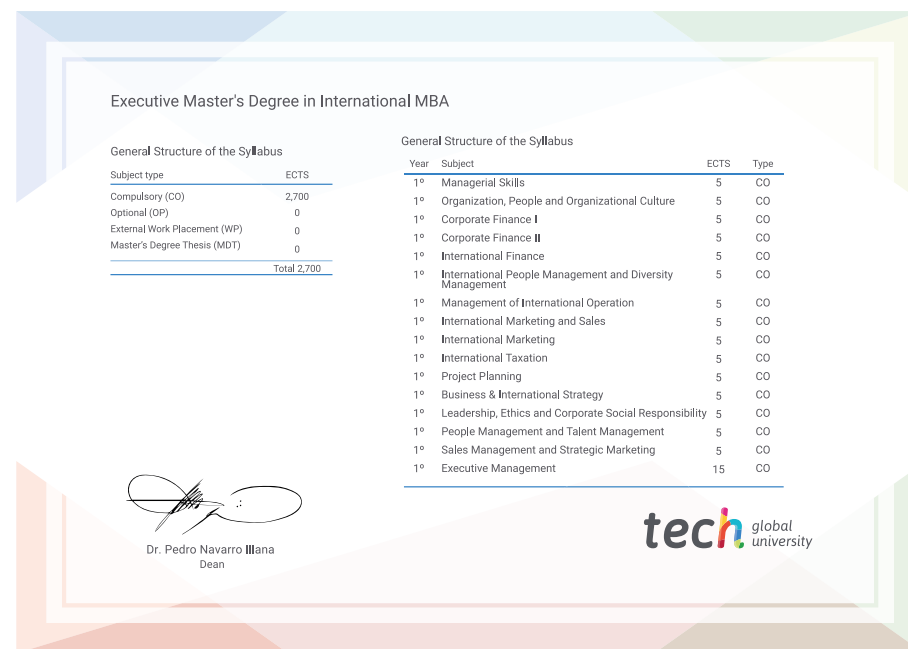 Executive Master's Degree in International MBA
General Structure of the Syllabus
Subject type ECTS
Compulsory (CO) 2,700
Optional (OP) 0
External Work Placement (WP) 0
Master's Degree Thesis (MDT) 0
Total 2,700
General Structure of the Syllabus
Year Subject ECTS Type
1º Managerial Skills 5 CO
1º Organization, People and Organizational Culture 5 CO
1º Corporate Finance I 5 CO
1º Corporate Finance II 5 CO
1º International Finance 5 CO
1º International People Management and Diversity 5 CO
Management
1º Management of International Operation 5 CO
1º International Marketing and Sales 5 CO
1º International Marketing 5 CO
1º International Taxation 5 CO
1º Project Planning 5 CO
1º Business & International Strategy 5 CO
1º Leadership, Ethics and Corporate Social Responsibility 5 CO
1º People Management and Talent Management 5 CO
1º Sales Management and Strategic Marketing 5 CO
1º Executive Management 15 CO
Dr. Pedro Navarro Illana
Dean
tech global
university